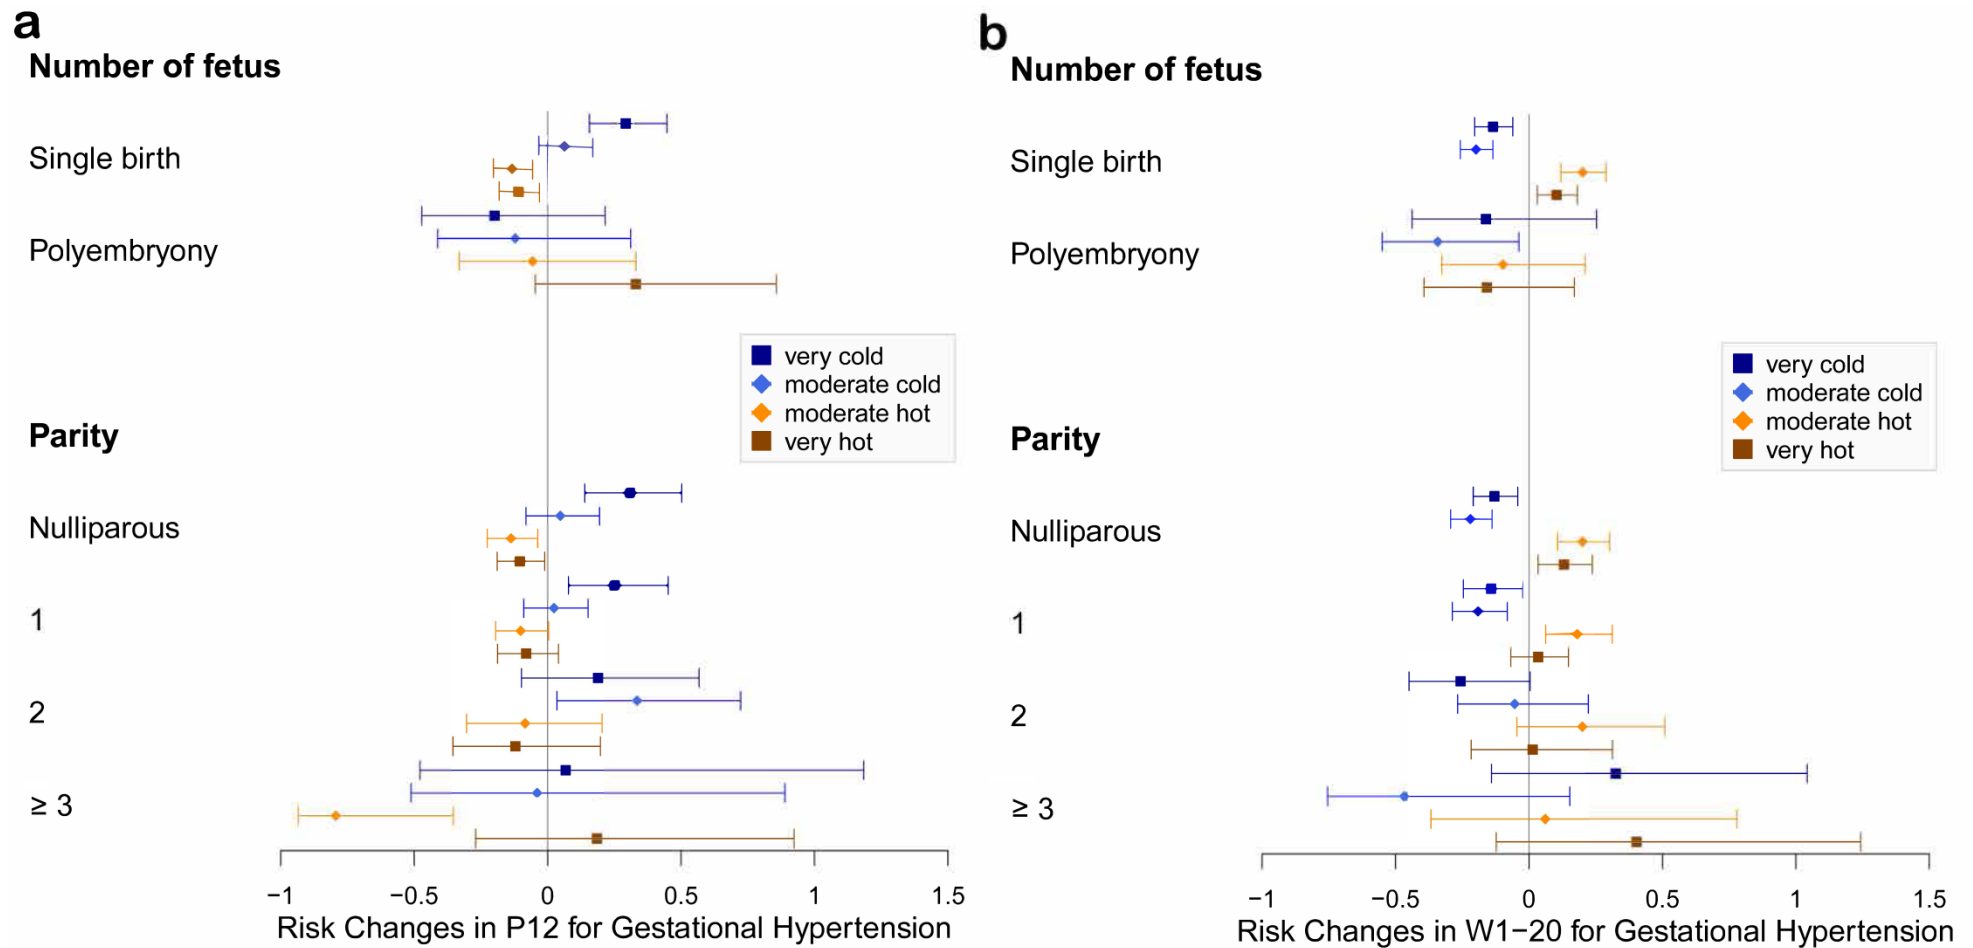 a
Number of fetus
Single birth
Polyembryony
very cold
moderate cold
moderate hot
very hot
Parity
Nulliparous
1
2
≥ 3
−1 −0.5 0 0.5 1 1.5
Risk Changes in P12 for Gestational Hypertension
b
Number of fetus
Single birth
Polyembryony
very cold
moderate cold
moderate hot
very hot
Parity
Nulliparous
1
2
≥ 3
−1 −0.5 0 0.5 1 1.5
Risk Changes in W1−20 for Gestational Hypertension